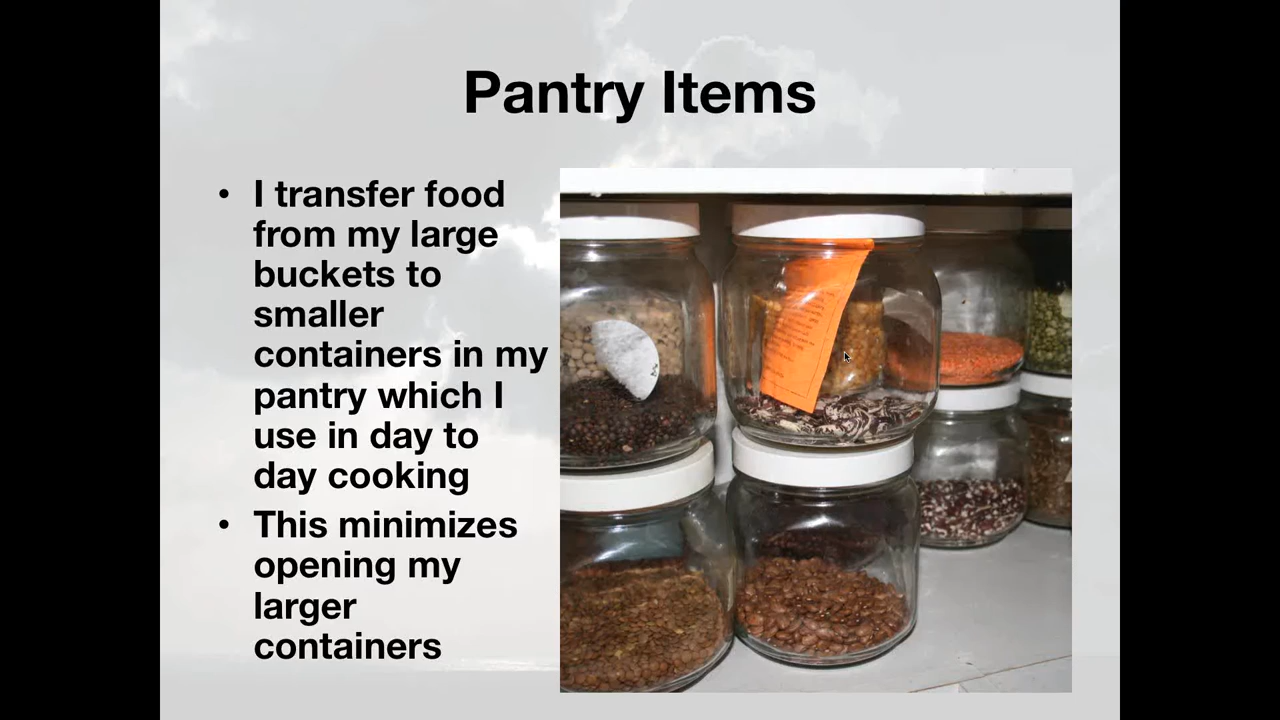 Pantry Items
• I transfer food
from my large
buckets to
smaller
containers in my
pantry which I
use in day to
day cooking
• This minimizes
opening my
larger
containers